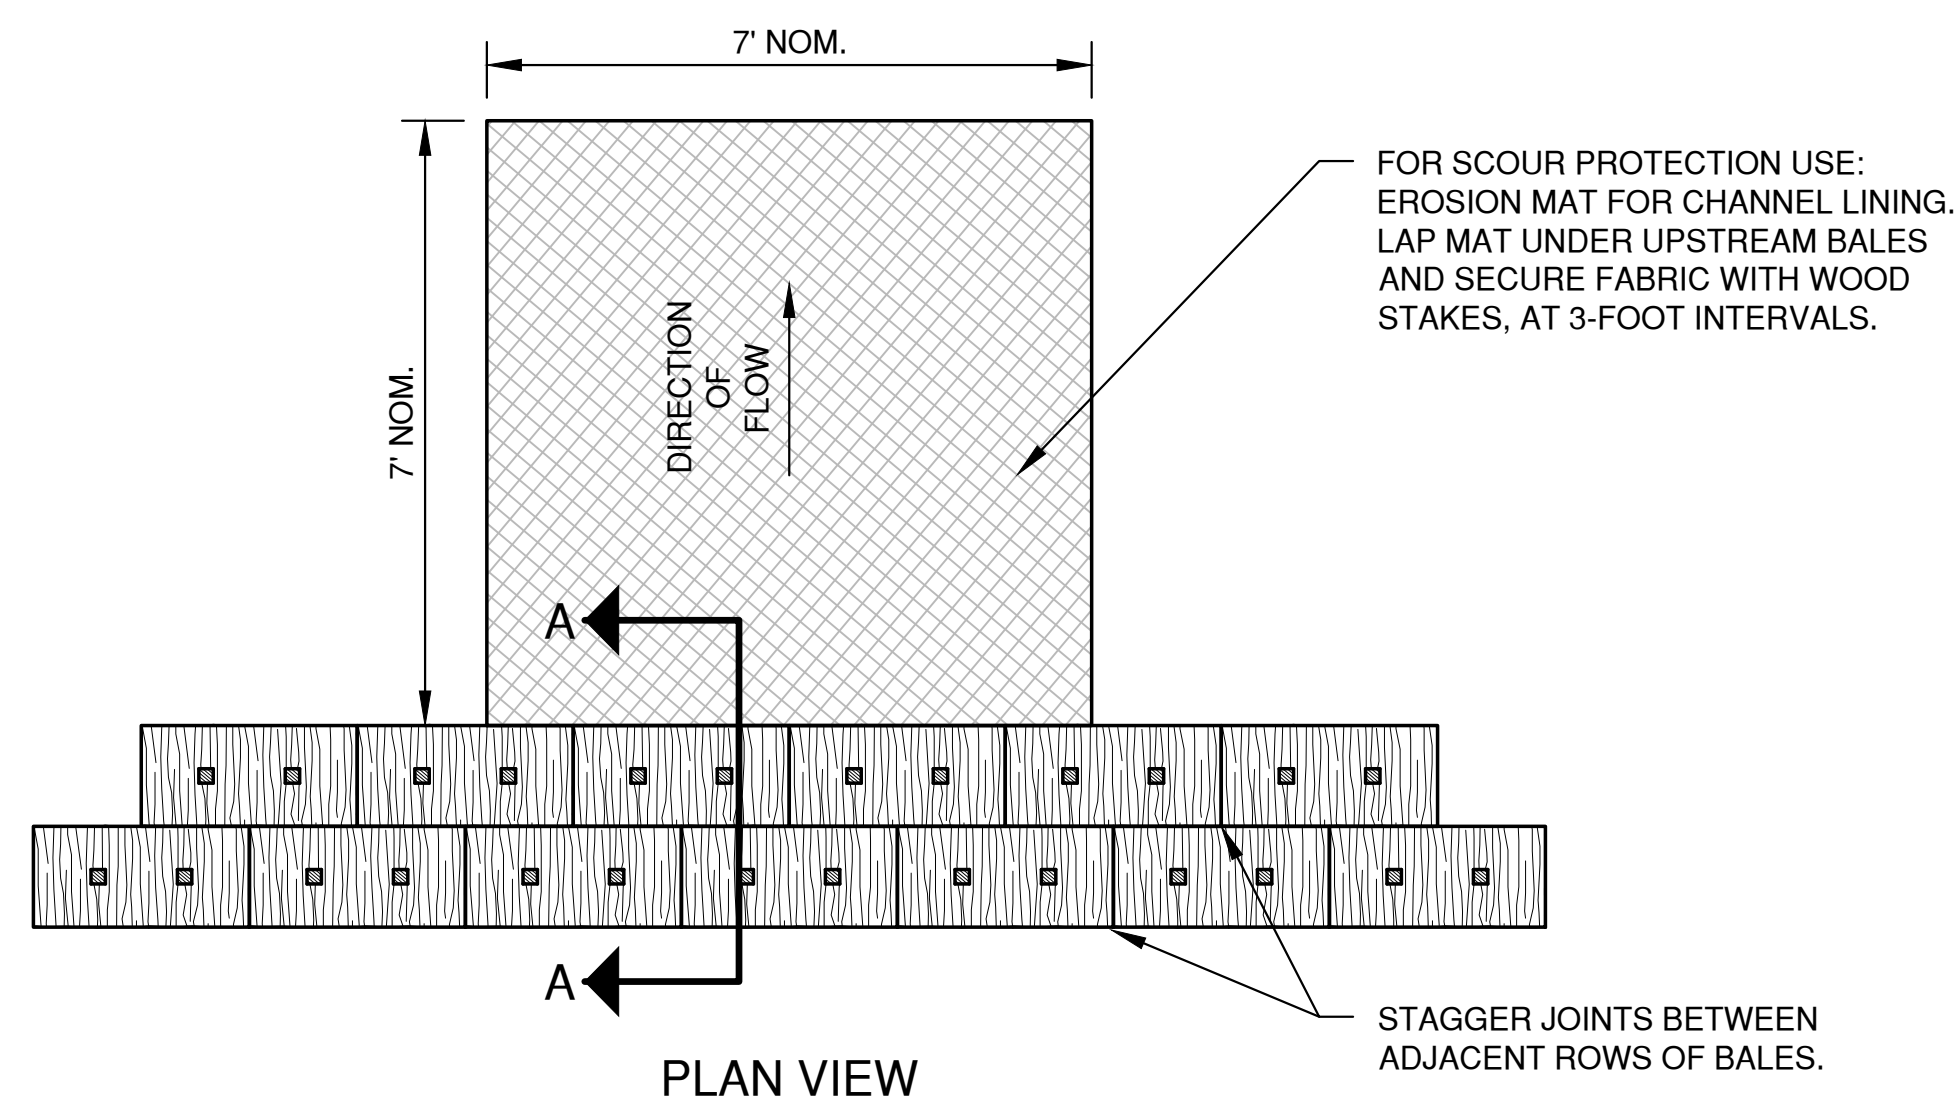 7' NOM.
FOR SCOUR PROTECTION USE:
EROSION MAT FOR CHANNEL LINING.
LAP MAT UNDER UPSTREAM BALES
AND SECURE FABRIC WITH WOOD
STAKES, AT 3-FOOT INTERVALS.
7' NOM.
DIRECTION
OF
FLOW
A
A
STAGGER JOINTS BETWEEN
ADJACENT ROWS OF BALES.
PLAN VIEW